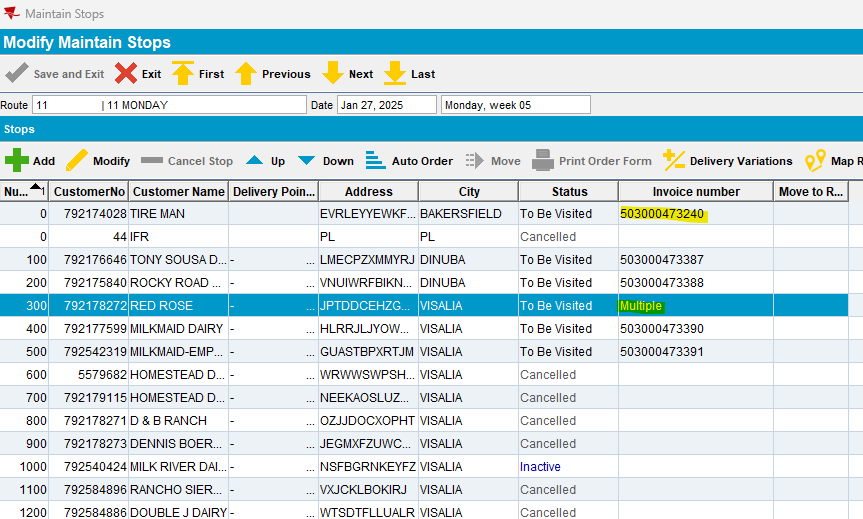 Maintain Stops
Modify Maintain Stops
Save and Exit Exit First Previous Next Last
Route 11 | 11 MONDAY Date Jan 27, 2025 Monday, week 05
Stops
Add Modify Cancel Stop Up Down Auto Order Move Print Order Form Delivery Variations Map R
Nu... 1 CustomerNo Customer Name Delivery Poin... Address City Status Invoice number Move to R...
0 792174028 TIRE MAN EVRLEYYEWKF... BAKERSFIELD To Be Visited 503000473240
0 44 IFR PL PL Cancelled
100 792176646 TONY SOUSA D... - ... LMECPZXMMYRJ DINUBA To Be Visited 503000473387
200 792175840 ROCKY ROAD ... - ... VNUIWRFBIKN... DINUBA To Be Visited 503000473388
300 792178272 RED ROSE - ... JPTDDCEHZG... VISALIA To Be Visited Multiple
400 792177599 MILKMAID DAIRY - ... HLRRJLJYOW... VISALIA To Be Visited 503000473390
500 792542319 MILKMAID-EMP... - ... GUASTBPXRTJM VISALIA To Be Visited 503000473391
600 5579682 HOMESTEAD D... - ... WRWWSWPSH... VISALIA Cancelled
700 792179115 HOMESTEAD D... - ... NEEKAOSLUZ... VISALIA Cancelled
800 792178271 D & B RANCH - ... OZJJDOCXOPHT VISALIA Cancelled
900 792178273 DENNIS BOER... - ... JEGMXFZUWC... VISALIA Cancelled
1000 792540424 MILK RIVER DAI... - ... NSFBGRNKEYFZ VISALIA Inactive
1100 792584896 RANCHO SIER... - ... VXJCKLBOKIRJ VISALIA Cancelled
1200 792584886 DOUBLE J DAIRY - ... WTSDTFLLUALR VISALIA Cancelled